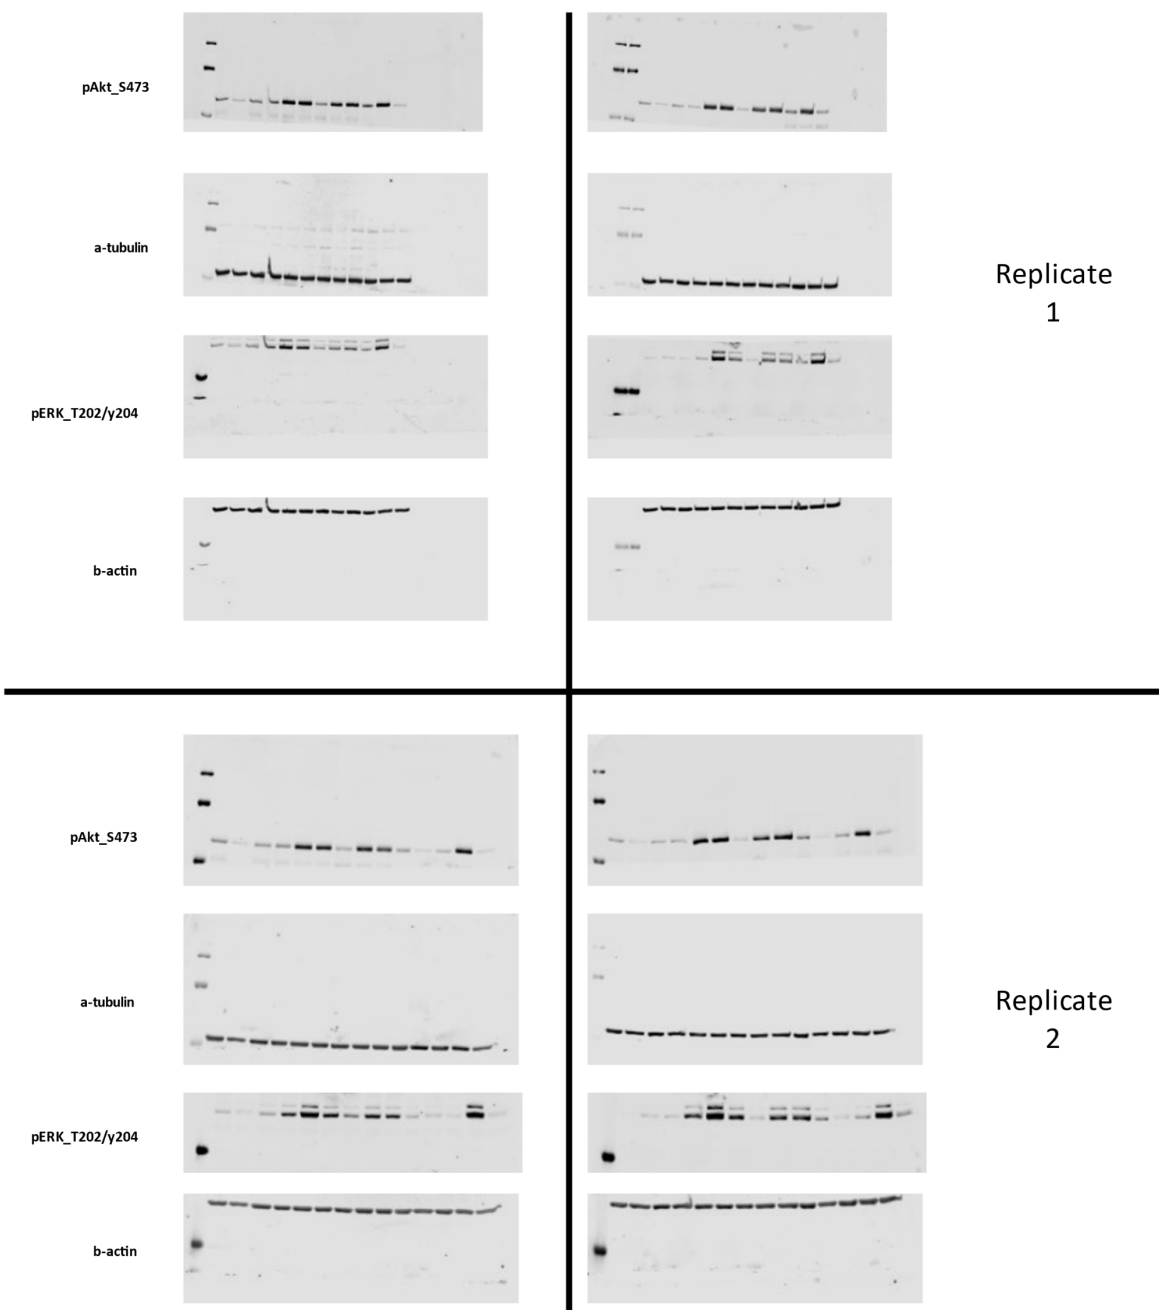 pAkt_S473
a-tubulin
Replicate
1
pERK_T202/y204
b-actin
pAkt_S473
a-tubulin
Replicate
2
pERK_T202/y204
b-actin